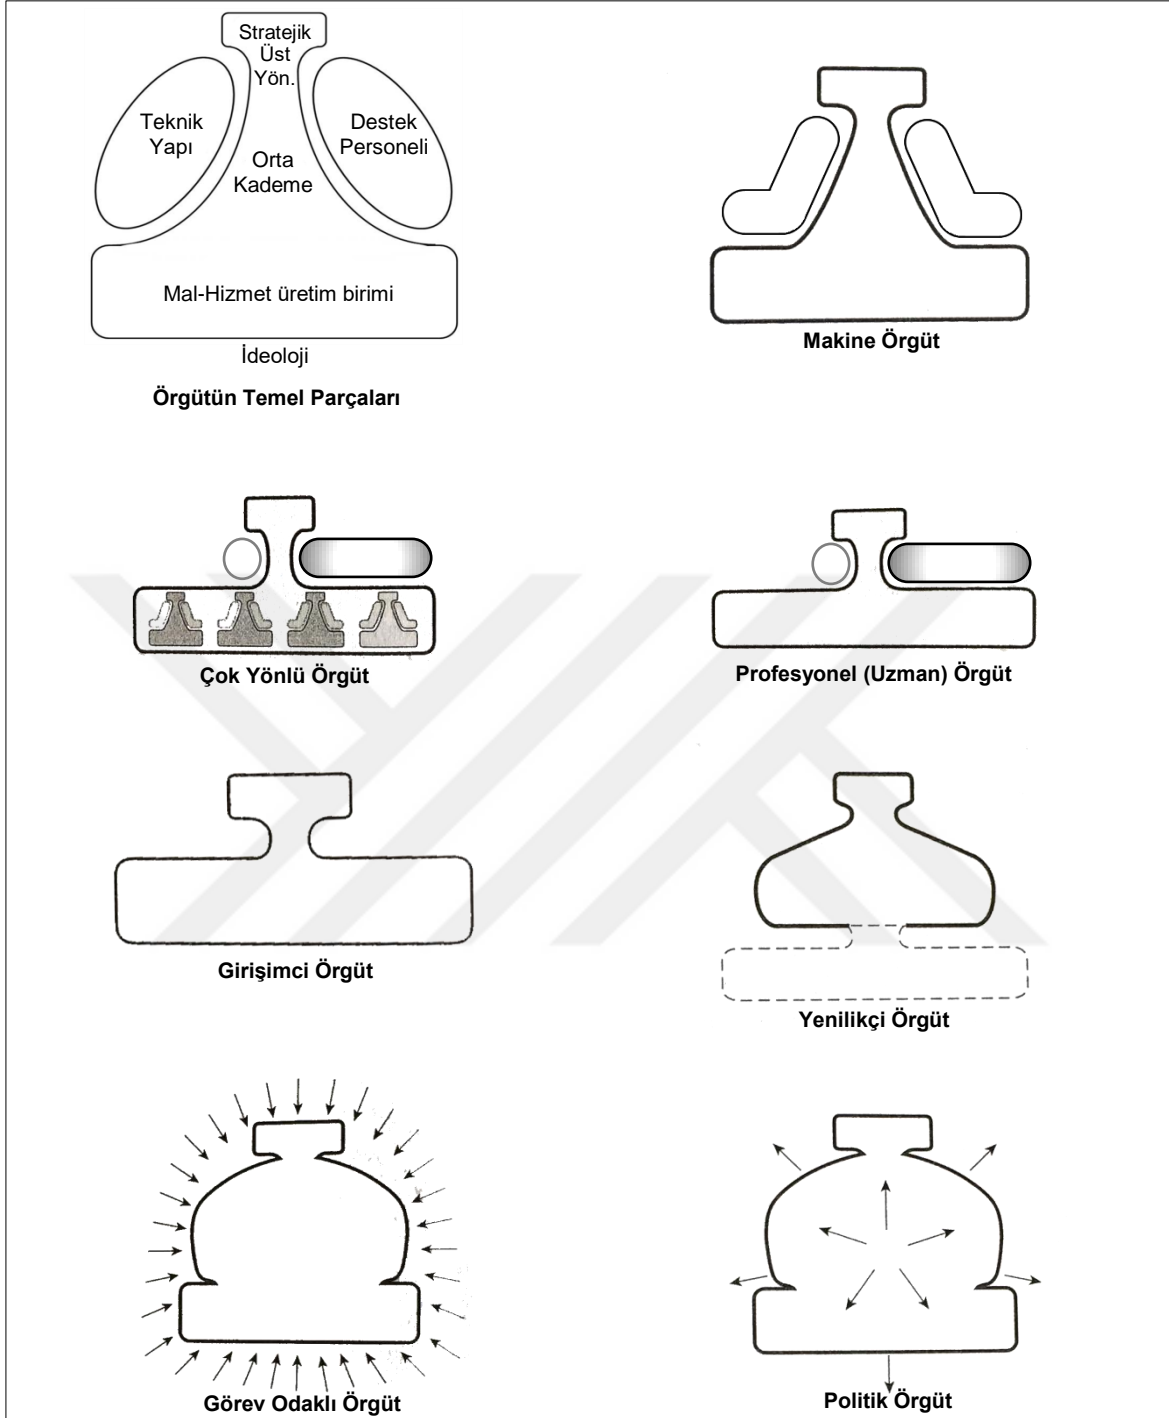 Stratejik
Üst
Yön.
Teknik
Yapı
Destek
Personeli
Orta
Kademe
Mal-Hizmet üretim birimi
İdeoloji
Örgütün Temel Parçaları
Makine Örgüt
Çok Yönlü Örgüt
Profesyonel (Uzman) Örgüt
Girişimci Örgüt
Yenilikçi Örgüt
Görev Odaklı Örgüt
Politik Örgüt